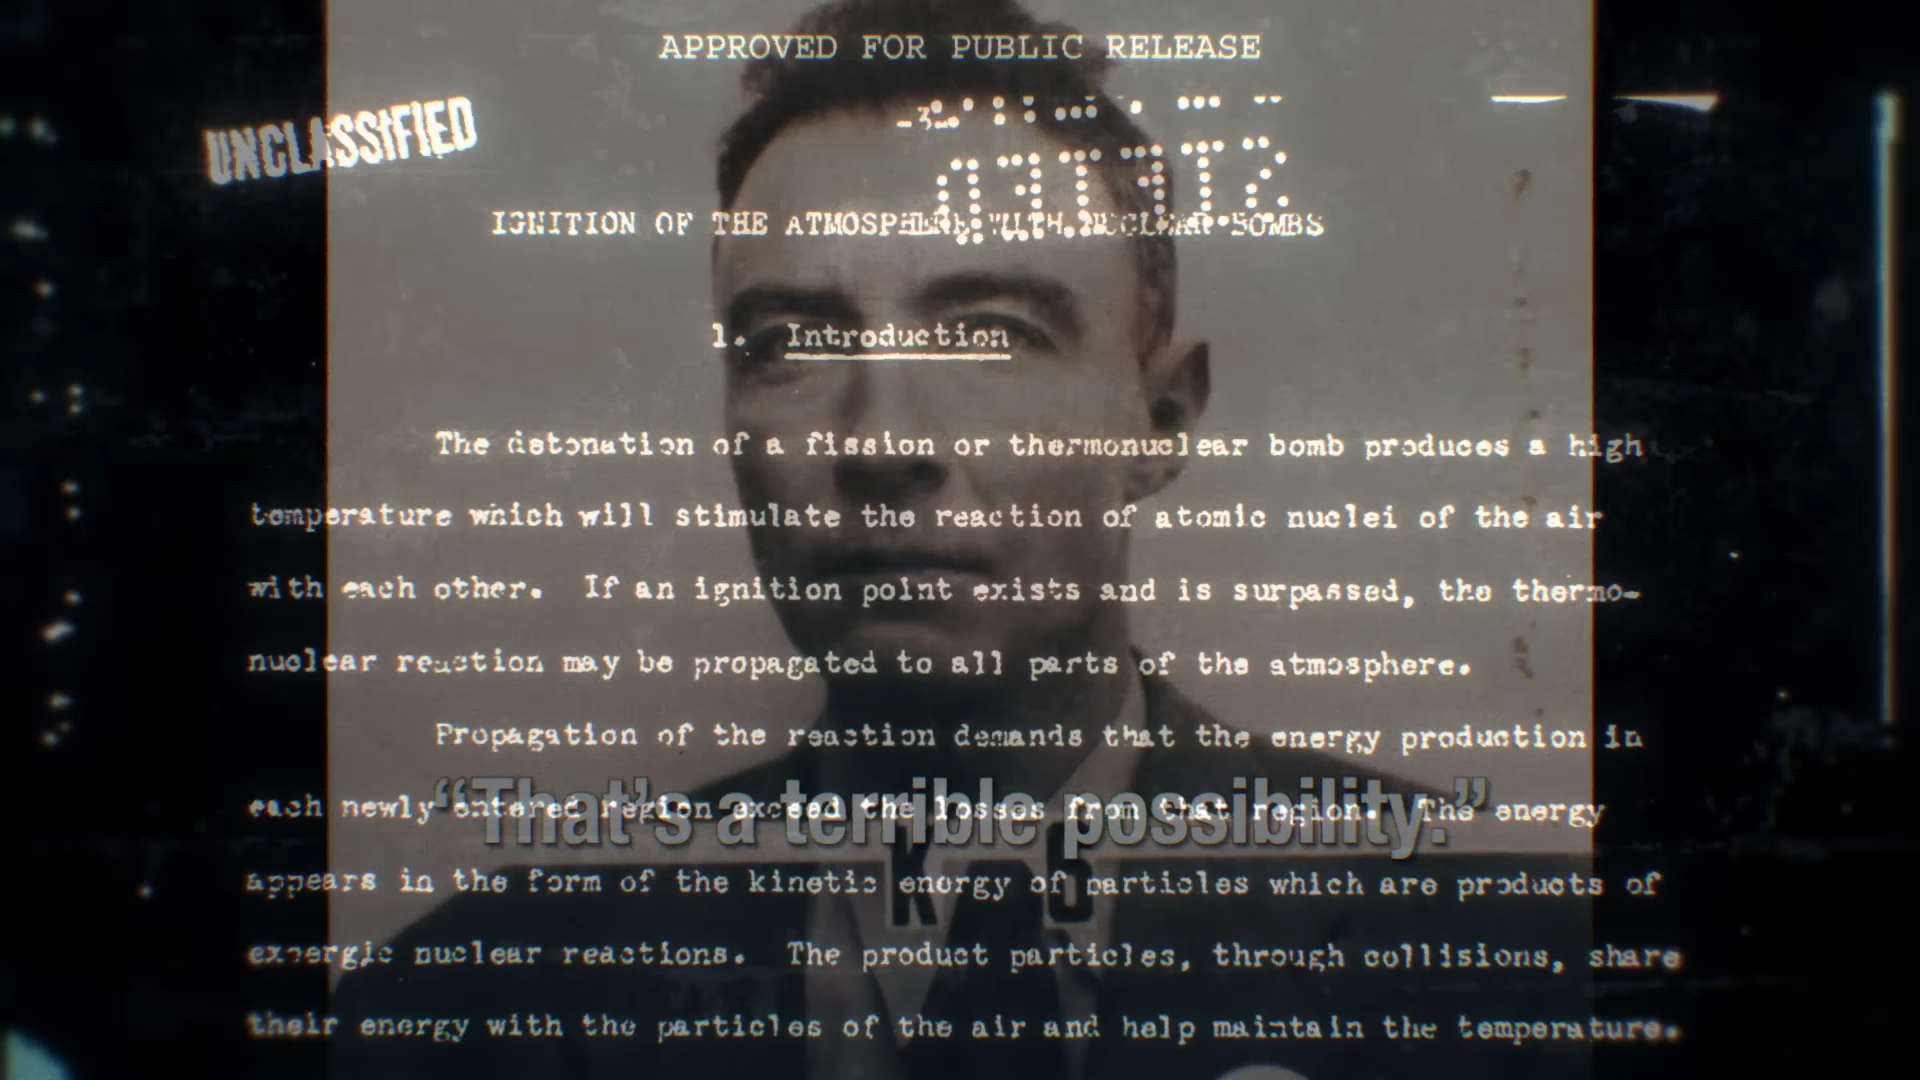 APPROVED FOR PUBLIC RELEASE
UNCLASSIFIED
-3-
IGNITION OF THE ATMOSPHERE WITH NUCLEAR BOMBS
1. Introduction
The detonation of a fission or thermonuclear bomb produces a high
temperature which will stimulate the reaction of atomic nuclei of the air
with each other. If an ignition point exists and is surpassed, the thermo-
nuclear reaction may be propagated to all parts of the atmosphere.
Propagation of the reaction demands that the energy production in
each newly entered region exceed the losses from that region. The energy
“That’s a terrible possibility.”
appears in the form of the kinetic energy of particles which are products of
K 6
exoergic nuclear reactions. The product particles, through collisions, share
their energy with the particles of the air and help maintain the temperature.